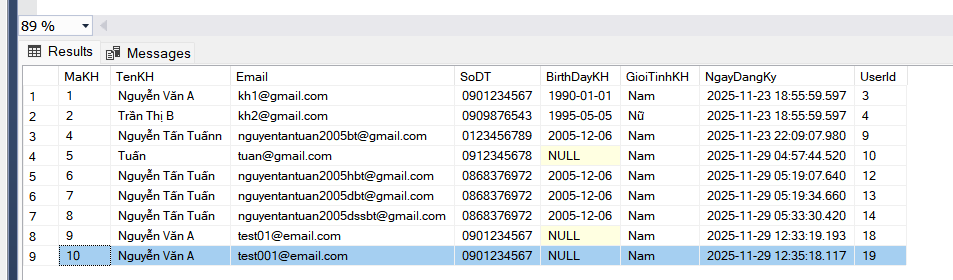 89 %
Results Messages
MaKH TenKH Email SoDT BirthDayKH GioiTinhKH NgayDangKy UserId
1 1 Nguyễn Văn A kh1@gmail.com 0901234567 1990-01-01 Nam 2025-11-23 18:55:59.597 3
2 2 Trần Thị B kh2@gmail.com 0909876543 1995-05-05 Nữ 2025-11-23 18:55:59.597 4
3 4 Nguyễn Tấn Tuấnn nguyentantuan2005bt@gmail.com 0123456789 2005-12-06 Nam 2025-11-23 22:09:07.980 9
4 5 Tuấn tuan@gmail.com 0912345678 NULL Nam 2025-11-29 04:57:44.520 10
5 6 Nguyễn Tấn Tuấn nguyentantuan2005hbt@gmail.com 0868376972 2005-12-06 Nam 2025-11-29 05:19:07.640 12
6 7 Nguyễn Tấn Tuấn nguyentantuan2005dbt@gmail.com 0868376972 2005-12-06 Nam 2025-11-29 05:19:34.660 13
7 8 Nguyễn Tấn Tuấn nguyentantuan2005dssbt@gmail.com 0868376972 2005-12-06 Nam 2025-11-29 05:33:30.420 14
8 9 Nguyễn Văn A test01@email.com 0901234567 NULL Nam 2025-11-29 12:33:19.193 18
9 10 Nguyễn Văn A test001@email.com 0901234567 NULL Nam 2025-11-29 12:35:18.117 19